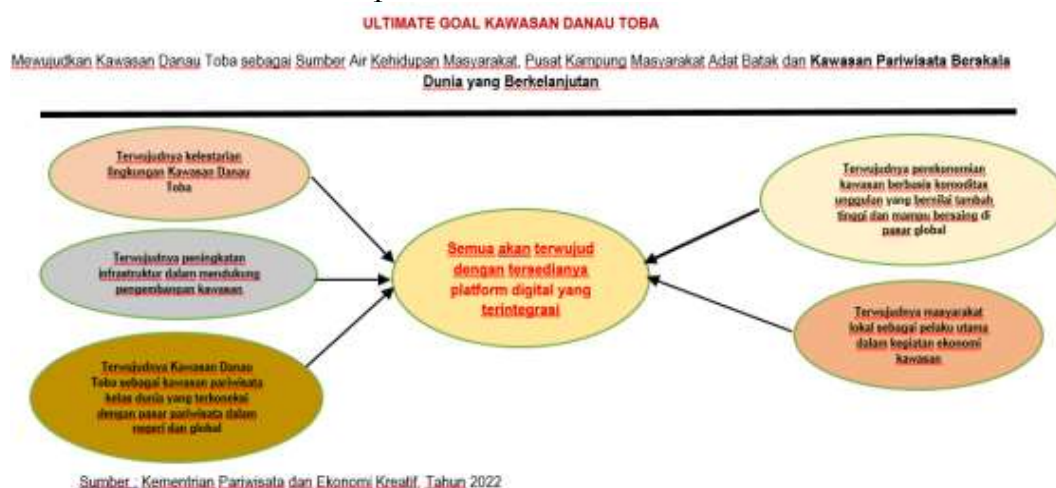 ULTIMATE GOAL KAWASAN DANAU TOBA
Mewujudkan Kawasan Danau Toba sebagai Sumber Air Kehidupan Masyarakat, Pusat Kampung Masyarakat Adat Batak dan Kawasan Pariwisata Berskala
Dunia yang Berkelanjutan
Terwujudnya kelestarian
lingkungan Kawasan Danau
Toba
Terwujudnya peningkatan
infrastruktur dalam mendukung
pengembangan kawasan
Terwujudnya Kawasan Danau
Toba sebagai kawasan pariwisata
kelas dunia yang terkoneksi
dengan pasar pariwisata dalam
negeri dan global
Semua akan terwujud
dengan tersedianya
platform digital yang
terintegrasi
Terwujudnya perekonomian
kawasan berbasis komoditas
unggulan yang bernilai tambah
tinggi dan mampu bersaing di
pasar global
Terwujudnya masyarakat
lokal sebagai pelaku utama
dalam kegiatan ekonomi
kawasan
Sumber : Kementrian Pariwisata dan Ekonomi Kreatif, Tahun 2022